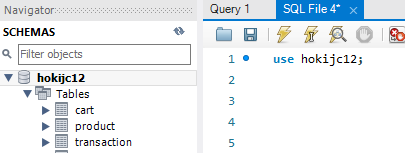 Navigator
SCHEMAS
Filter objects
hokijc12
Tables
cart
product
transaction
Query 1
SQL File 4*
1
use hokijc12;
2
3
4
5